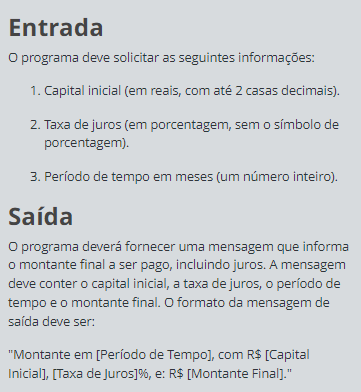 Entrada
O programa deve solicitar as seguintes informações:
1. Capital inicial (em reais, com até 2 casas decimais).
2. Taxa de juros (em porcentagem, sem o símbolo de
porcentagem).
3. Período de tempo em meses (um número inteiro).
Saída
O programa deverá fornecer uma mensagem que informa
o montante final a ser pago, incluindo juros. A mensagem
deve conter o capital inicial, a taxa de juros, o período de
tempo e o montante final. O formato da mensagem de
saída deve ser:
"Montante em [Período de Tempo], com R$ [Capital
Inicial], [Taxa de Juros]%, e: R$ [Montante Final]."